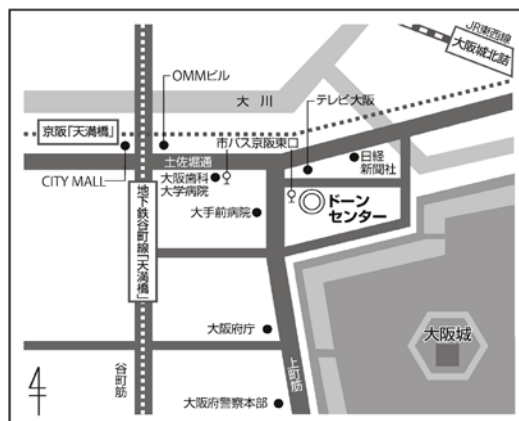 JR東西線
大阪城北詰
OMMビル
大川
テレビ大阪
京阪「天満橋」
市バス京阪東口
土佐堀通
日経
新聞社
CITY MALL
大阪歯科
大学病院
ドーン
センター
大手前病院
地下鉄谷町線「天満橋」
大阪府庁
大阪城
上町筋
谷町筋
大阪府警察本部
4